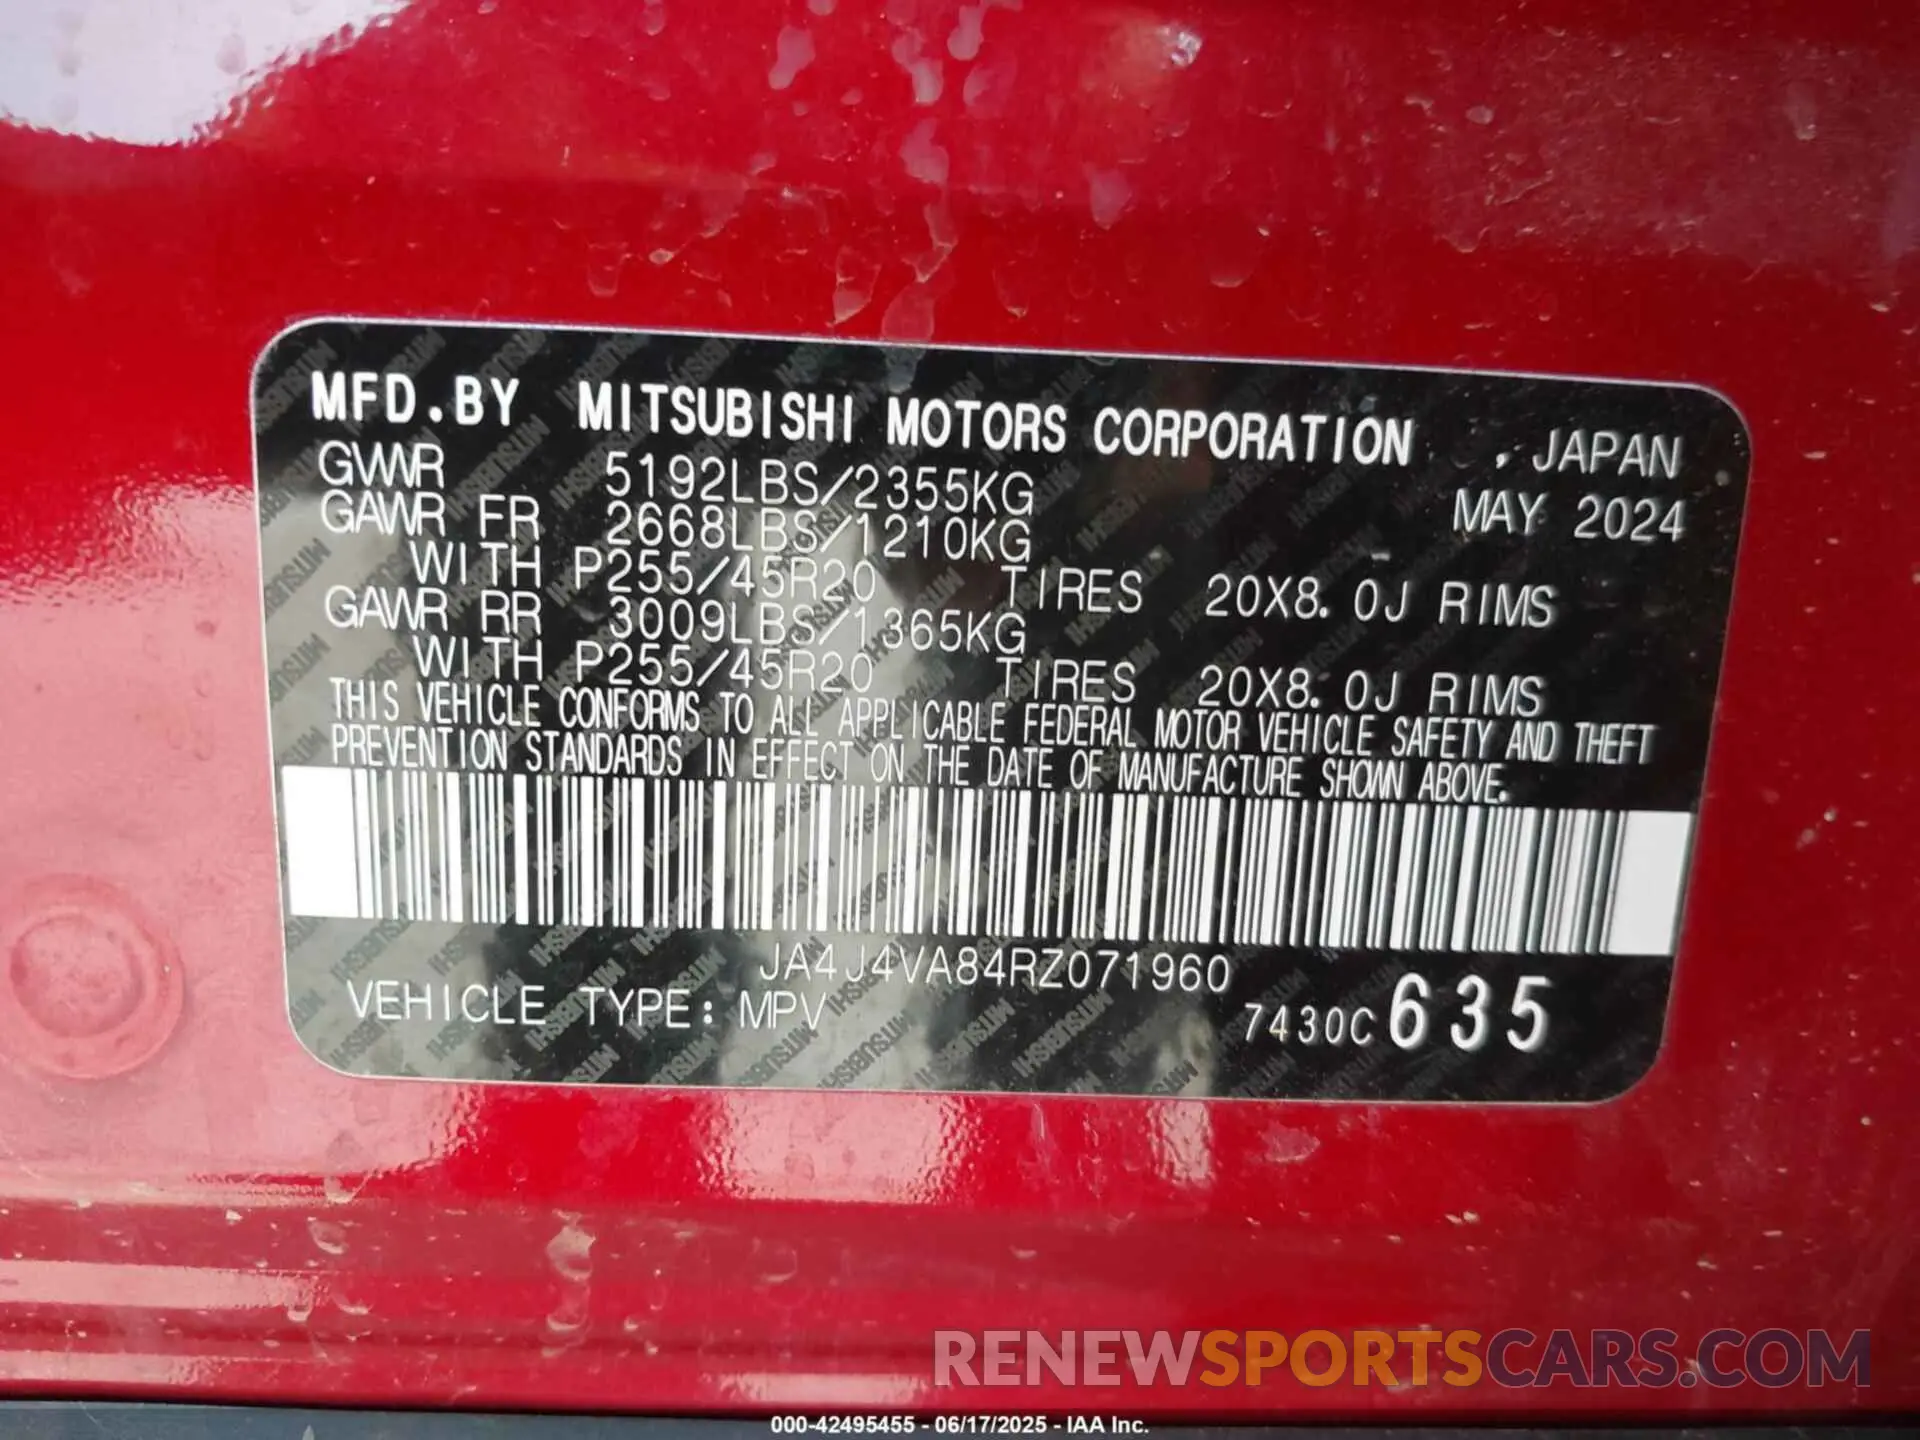 MFD.BY MITSUBISHI MOTORS CORPORATION , JAPAN
GVWR 5192LBS/2355KG MAY 2024
GAWR FR 2668LBS/1210KG
WITH P255/45R20 TIRES 20X8.0J RIMS
GAWR RR 3009LBS/1365KG
WITH P255/45R20 TIRES 20X8.0J RIMS
THIS VEHICLE CONFORMS TO ALL APPLICABLE FEDERAL MOTOR VEHICLE SAFETY AND THEFT
PREVENTION STANDARDS IN EFFECT ON THE DATE OF MANUFACTURE SHOWN ABOVE.
JA4J4VA84RZ071960
VEHICLE TYPE: MPV 7430C635
RENEWSPORTSCARS.COM
000-42495455 - 06/17/2025 - IAA Inc.